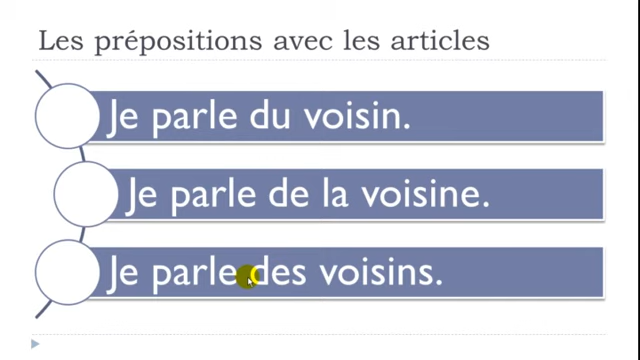 Les prépositions avec les articles
Je parle du voisin.
Je parle de la voisine.
Je parle des voisins.